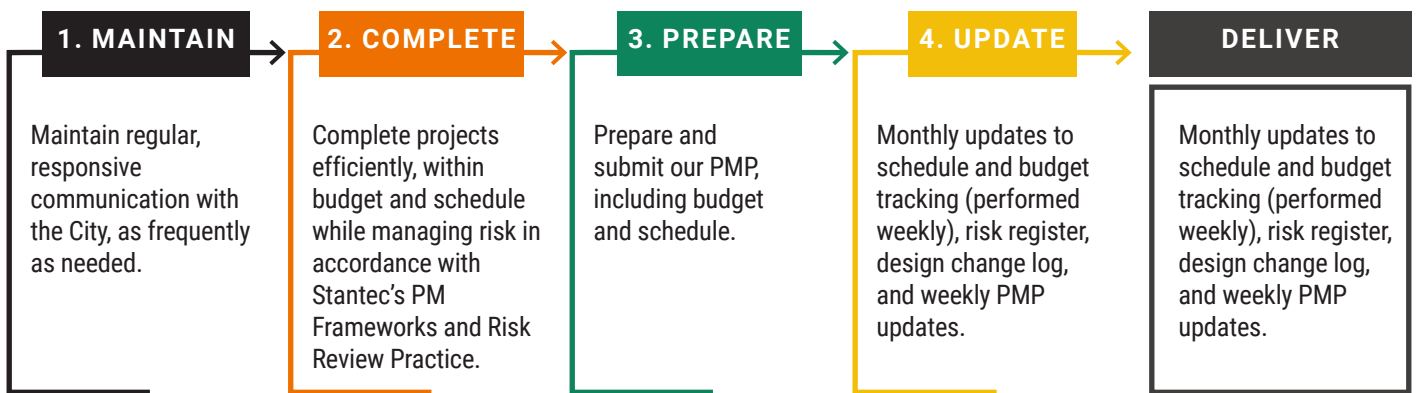 1. MAINTAIN
Maintain regular,
responsive
communication with
the City, as frequently
as needed.
2. COMPLETE
Complete projects
efficiently, within
budget and schedule
while managing risk in
accordance with
Stantec’s PM
Frameworks and Risk
Review Practice.
3. PREPARE
Prepare and
submit our PMP,
including budget
and schedule.
4. UPDATE
Monthly updates to
schedule and budget
tracking (performed
weekly), risk register,
design change log,
and weekly PMP
updates.
DELIVER
Monthly updates to
schedule and budget
tracking (performed
weekly), risk register,
design change log,
and weekly PMP
updates.